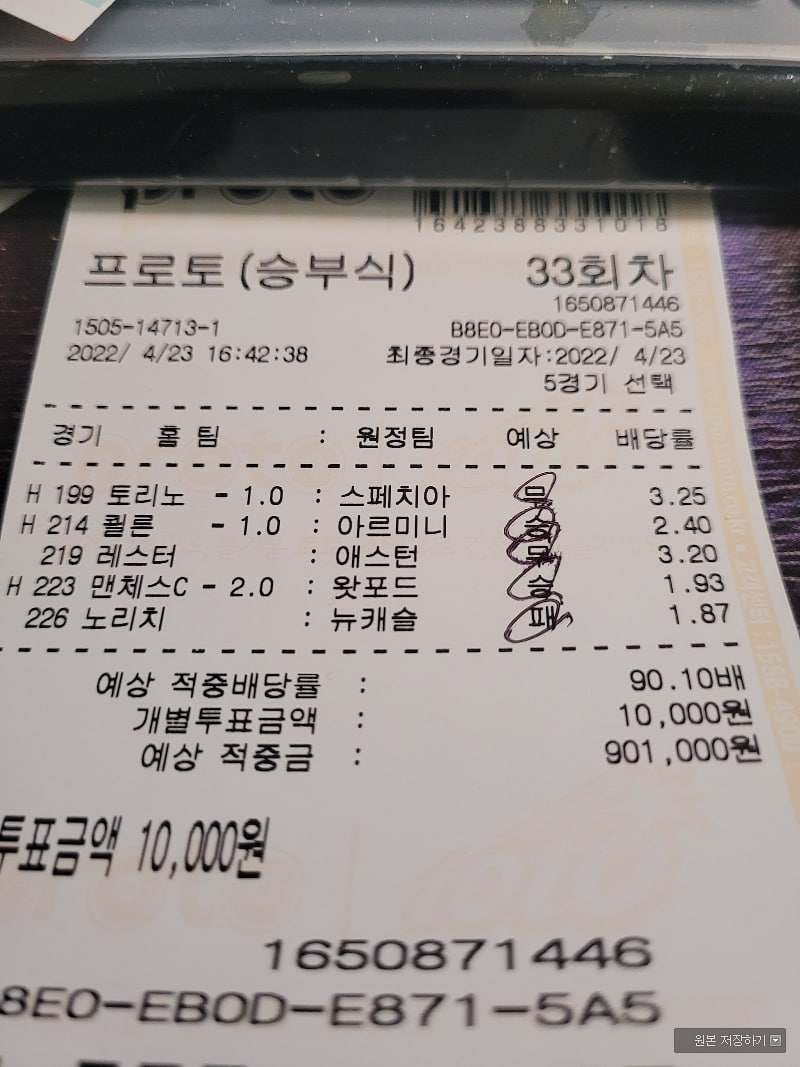 proto
164238833 1018
프로토(승부식) 33회차
1650871446
1505-14713-1 B8E0-EB0D-E871-5A5
2022/ 4/23 16:42:38 최종경기일자:2022/ 4/23
5경기 선택
경기 홈 팀 : 원정팀 예상 배당률
H 199 토리노 - 1.0 : 스페치아 무 3.25
H 214 쾰른 - 1.0 : 아르미니 승 2.40
219 레스터 : 애스턴 무 3.20
H 223 맨체스C - 2.0 : 왓포드 승 1.93
226 노리치 : 뉴캐슬 패 1.87
예상 적중배당률 : 90.10배
개별투표금액 : 10,000원
예상 적중금 : 901,000원
투표금액 10,000원
1650871446
8E0-EB0D-E871-5A5
원본 저장하기